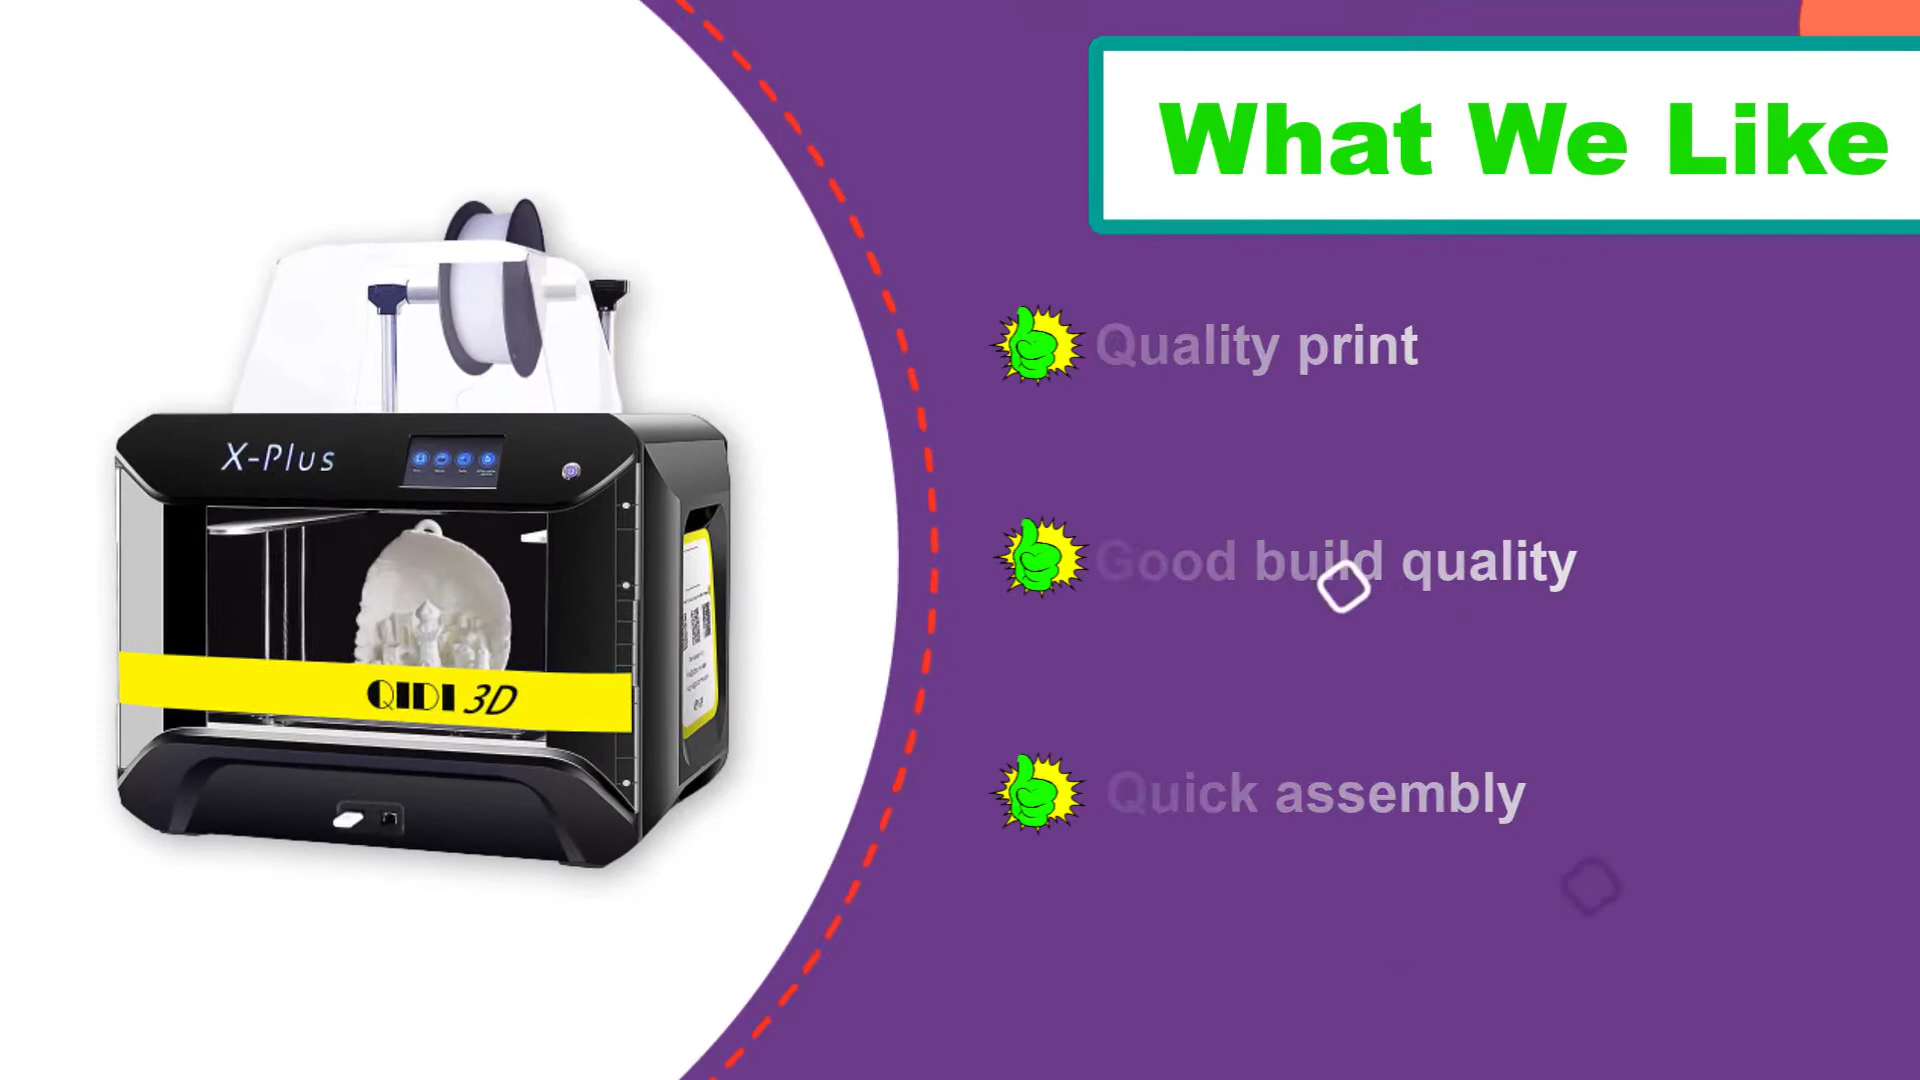 What We Like
Quality print
Good build quality
Quick assembly
X-Plus
QIDI 3D